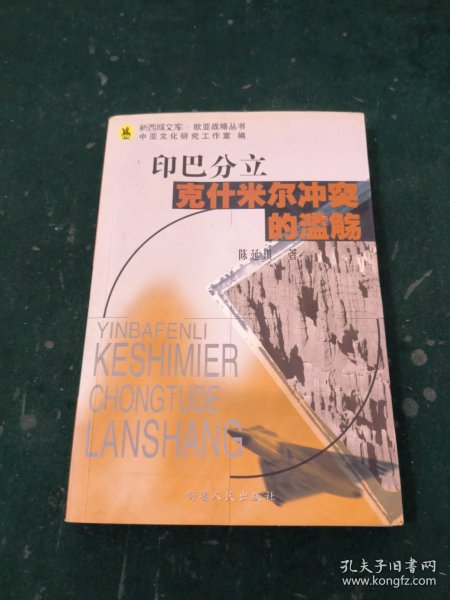 新西域文库·欧亚战略丛书
中亚文化研究工作室 编
印巴分立
克什米尔冲突
的滥觞
陈延琪 著
YINBAFENLI
KESHIMIER
CHONGTUDE
LANSHANG
新疆人民出版社
孔夫子旧书网
www.kongfz.com